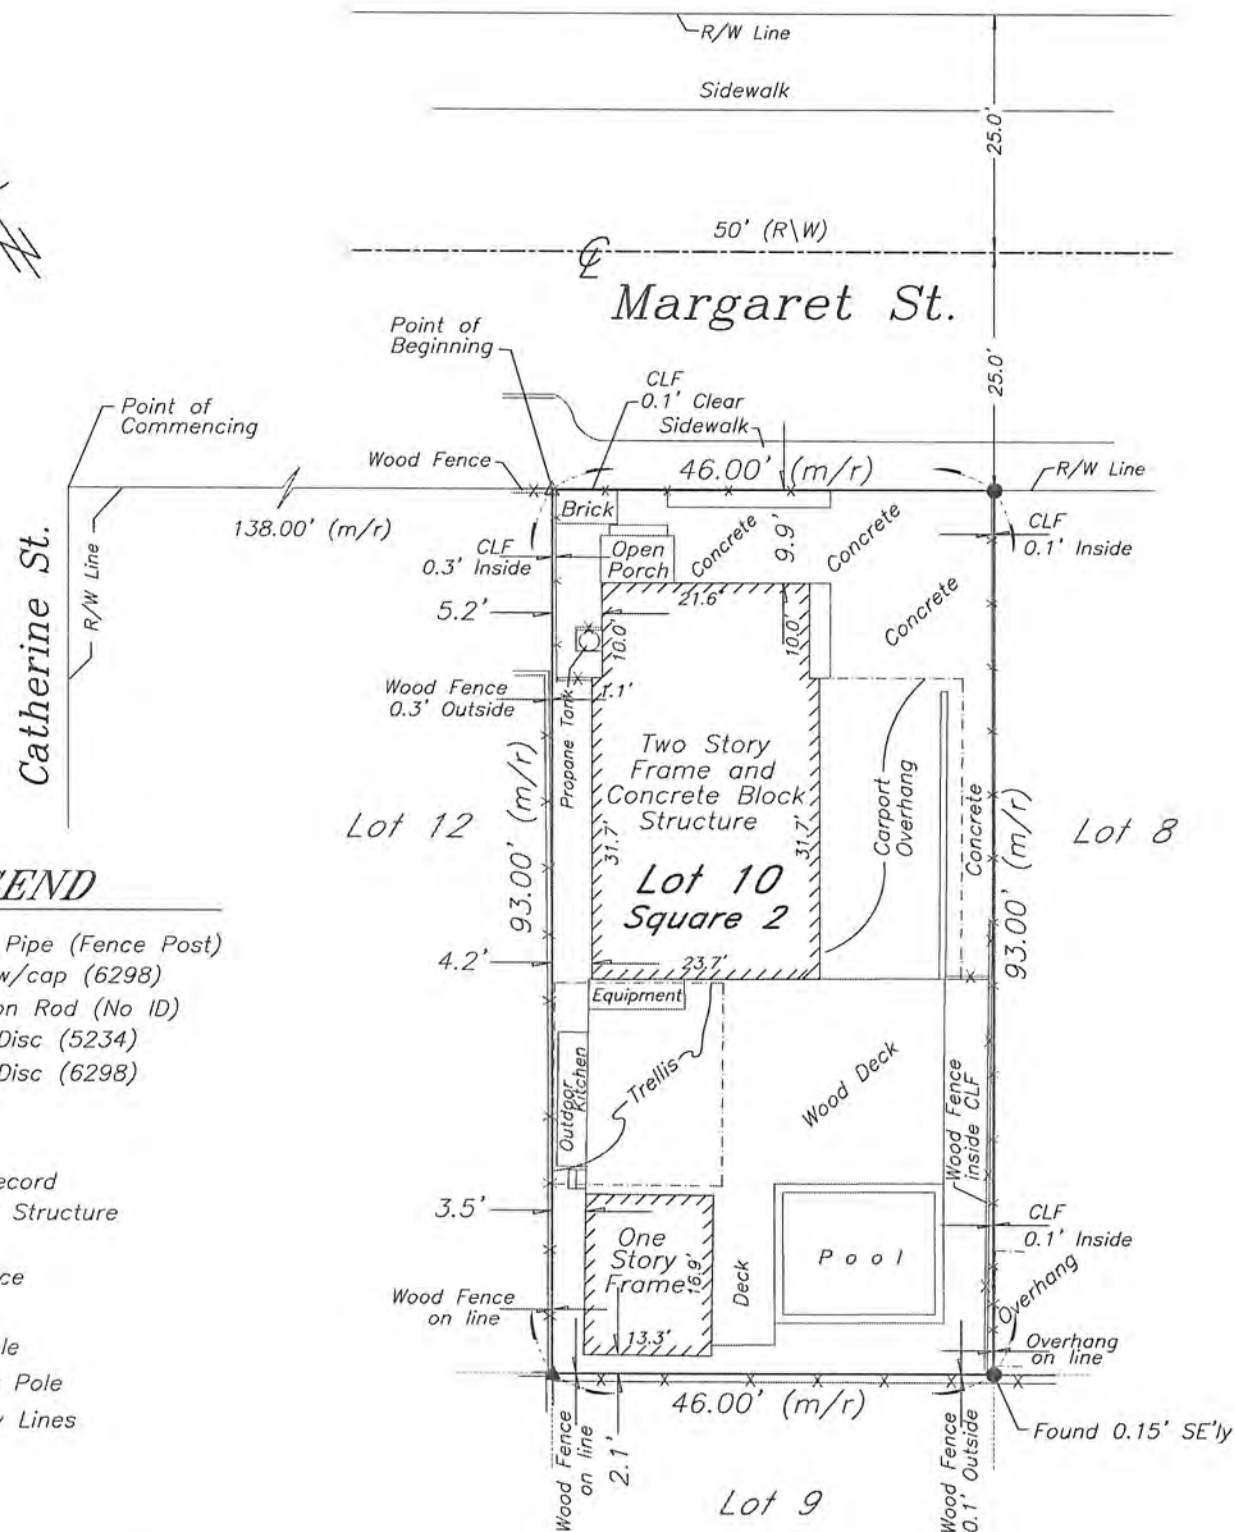 R/W Line
Sidewalk
25.0'
50' (R\W)
Margaret St.
25.0'
Point of
Beginning
CLF
0.1' Clear
Sidewalk
Point of
Commencing
Wood Fence
46.00' (m/r)
R/W Line
138.00' (m/r)
Catherine St.
R/W Line
Brick
CLF
0.3' Inside
Open
Porch
Concrete
9.9'
Concrete
CLF
0.1' Inside
Concrete
5.2'
21.6'
10.0'
10.0'
Wood Fence
0.3' Outside
1.1'
Propane Tank
Two Story
Frame and
Concrete Block
Structure
Carport
Overhang
Concrete
Lot 12
93.00' (m/r)
31.7'
31.7'
Lot 10
Square 2
93.00' (m/r)
Lot 8
4.2'
23.7'
Equipment
Outdoor
Kitchen
Trellis
Wood Deck
Wood Fence
inside CLF
3.5'
One
Story
Frame
16.9'
13.3'
Deck
Pool
CLF
0.1' Inside
Overhang
Overhang
on line
Wood Fence
on line
46.00' (m/r)
Wood Fence
on line
2.1'
Wood Fence
0.1' Outside
Found 0.15' SE'ly
Lot 9
GEND
Pipe (Fence Post)
w/cap (6298)
on Rod (No ID)
Disc (5234)
Disc (6298)
ecord
Structure
ce
le
Pole
Lines